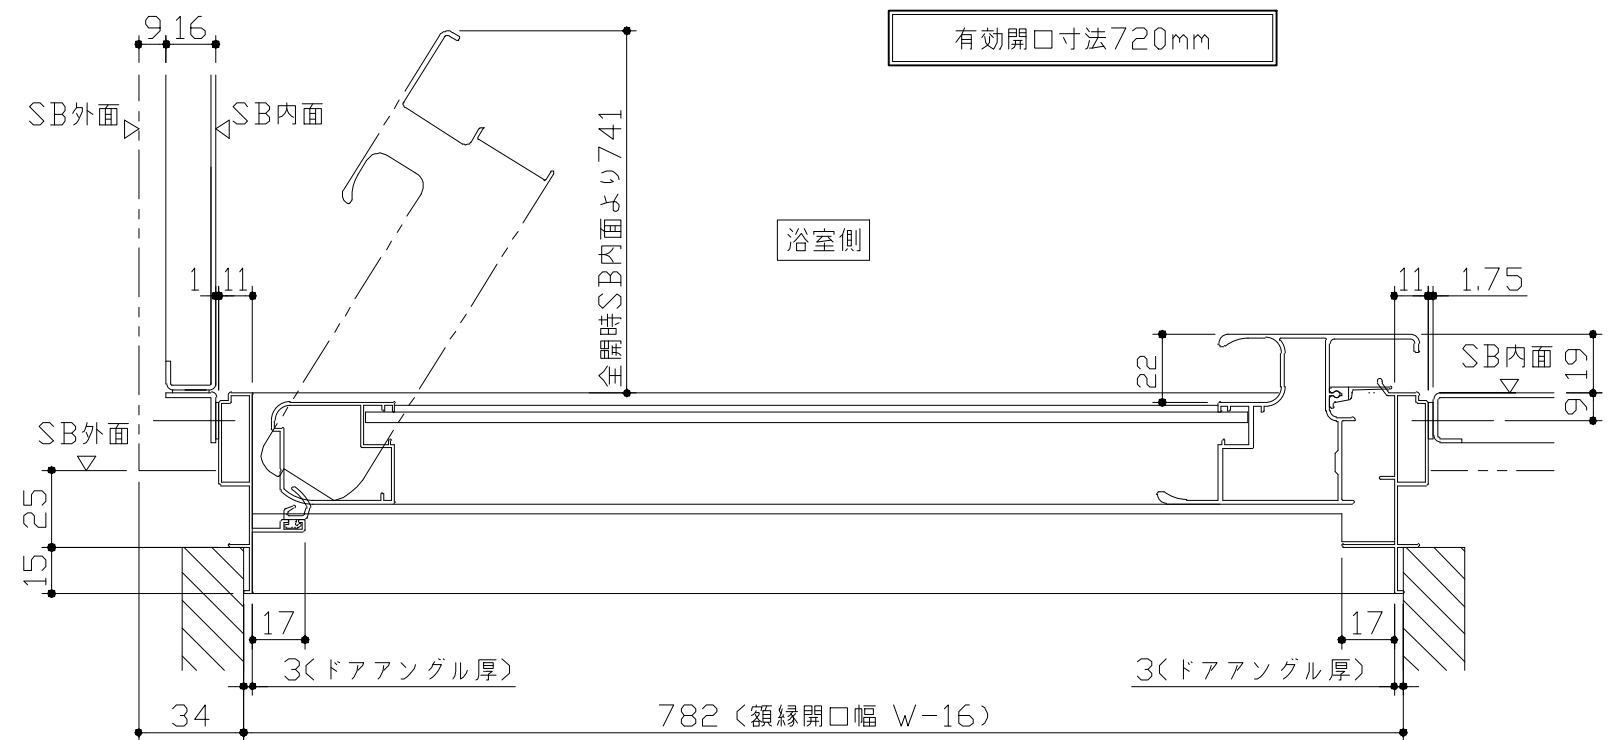 9 16
有効開口寸法720mm
SB外面
SB内面
全開時SB内面より741
浴室側
1 11
11 1.75
22
SB内面
19
9
SB外面
25
15
17
17
3(ドアアングル厚)
3(ドアアングル厚)
34
782 (額縁開口幅 W-16)